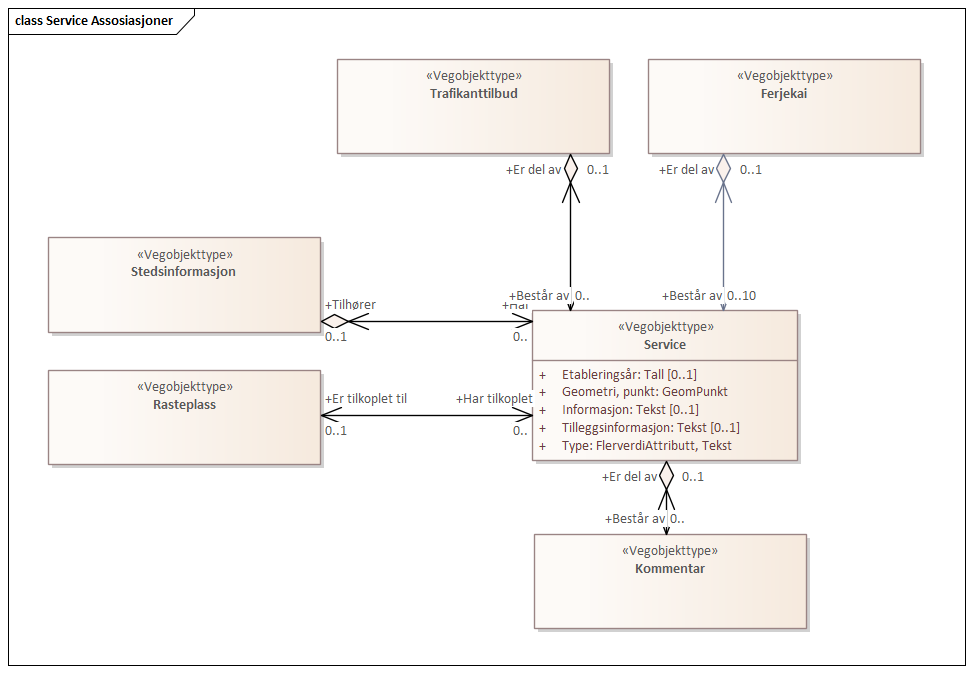 class Service Assosiasjoner
«Vegobjekttype»
Trafikanttilbud
«Vegobjekttype»
Ferjekai
+Er del av 0..1
+Er del av 0..1
«Vegobjekttype»
Stedsinformasjon
+Består av 0..
+Består av 0..10
+Tilhører
+Har
0..1
0..
«Vegobjekttype»
Service
+ Etableringsår: Tall [0..1]
+ Geometri, punkt: GeomPunkt
+ Informasjon: Tekst [0..1]
+ Tilleggsinformasjon: Tekst [0..1]
+ Type: FlerverdiAttributt, Tekst
«Vegobjekttype»
Rasteplass
+Er tilkoplet til
+Har tilkoplet
0..1
0..
+Er del av 0..1
+Består av 0..
«Vegobjekttype»
Kommentar